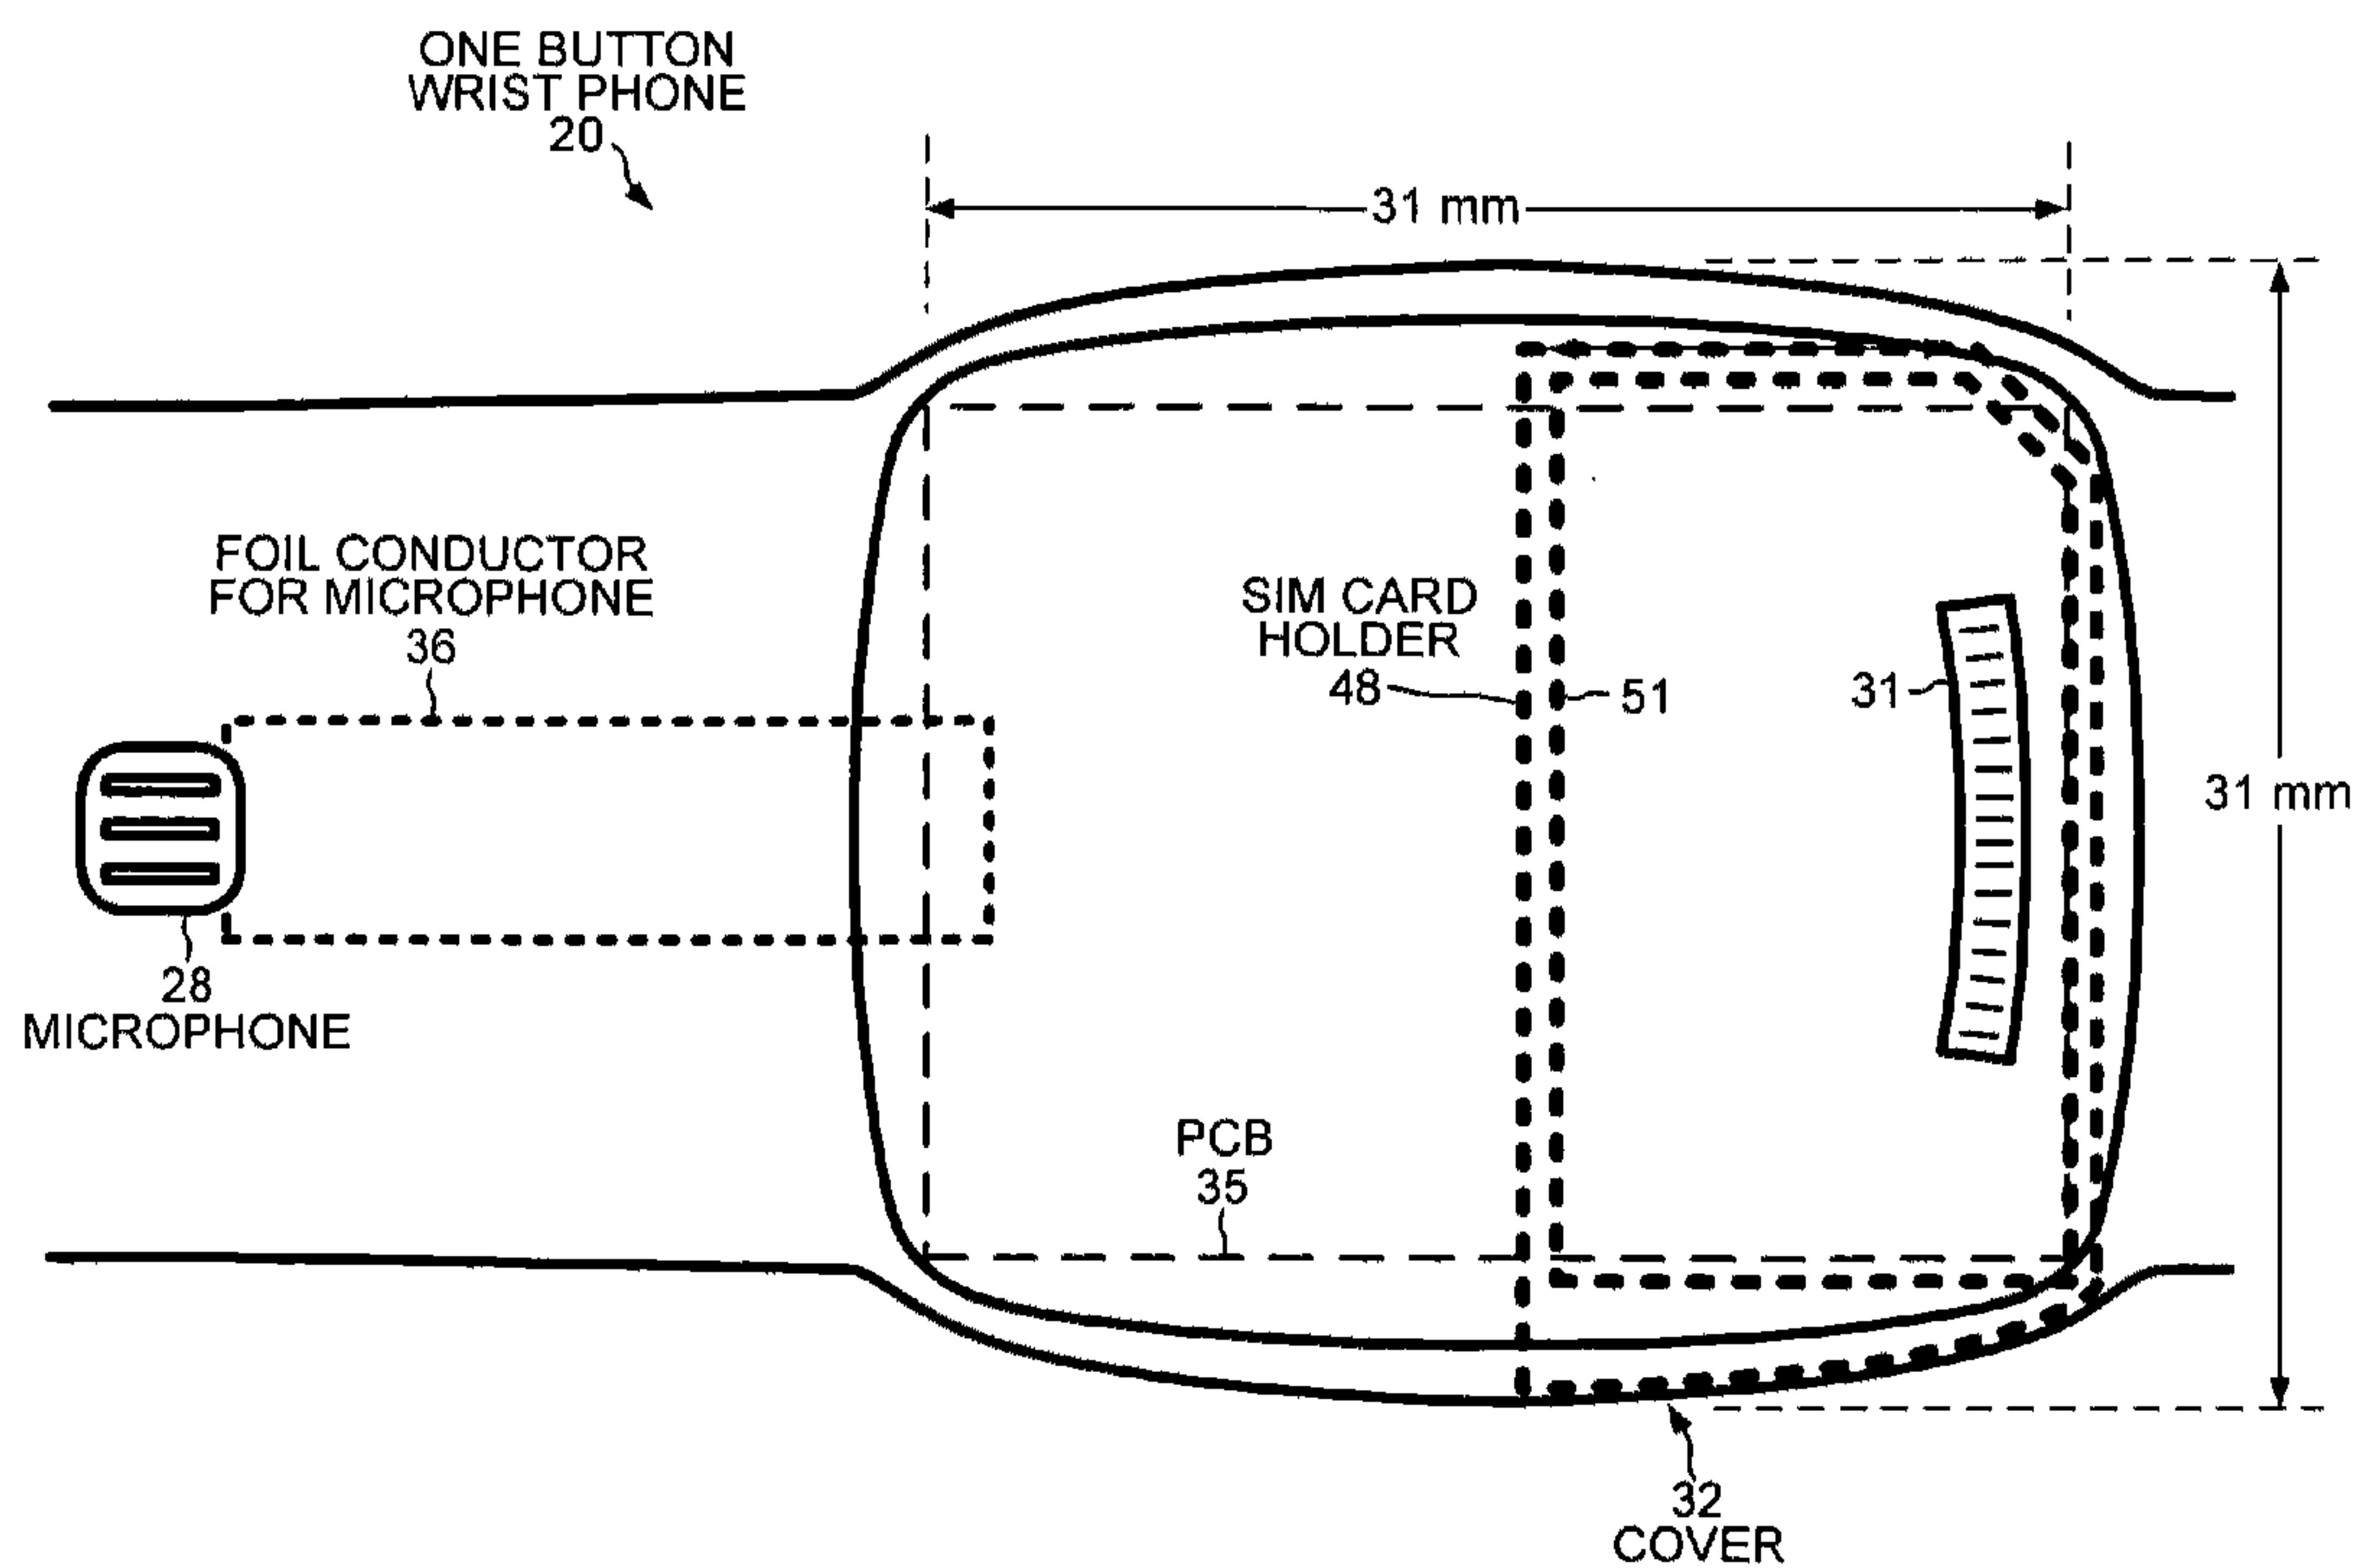 ONE BUTTON
WRIST PHONE
20
31 mm
FOIL CONDUCTOR
FOR MICROPHONE
36
SIM CARD
HOLDER
48
51
31
31 mm
28
MICROPHONE
PCB
35
32
COVER